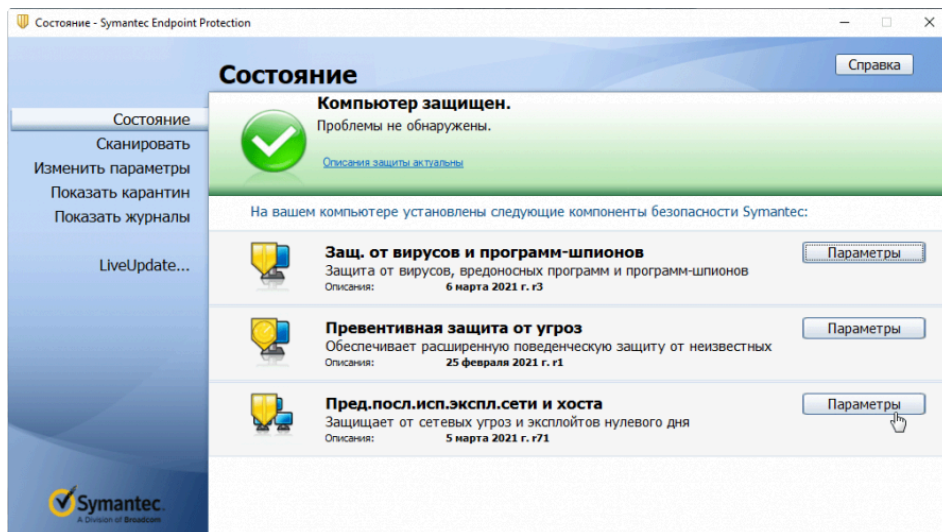 Состояние - Symantec Endpoint Protection
Состояние
Справка
Состояние
Сканировать
Изменить параметры
Показать карантин
Показать журналы
LiveUpdate...
Компьютер защищен.
Проблемы не обнаружены.
Описания защиты актуальны
На вашем компьютере установлены следующие компоненты безопасности Symantec:
Защ. от вирусов и программ-шпионов
Параметры
Защита от вирусов, вредоносных программ и программ-шпионов
Описания: 6 марта 2021 г. r3
Превентивная защита от угроз
Параметры
Обеспечивает расширенную поведенческую защиту от неизвестных
Описания: 25 февраля 2021 г. r1
Пред.посл.исп.экспл.сети и хоста
Параметры
Защищает от сетевых угроз и эксплойтов нулевого дня
Описания: 5 марта 2021 г. r71
Symantec.
A Division of Broadcom